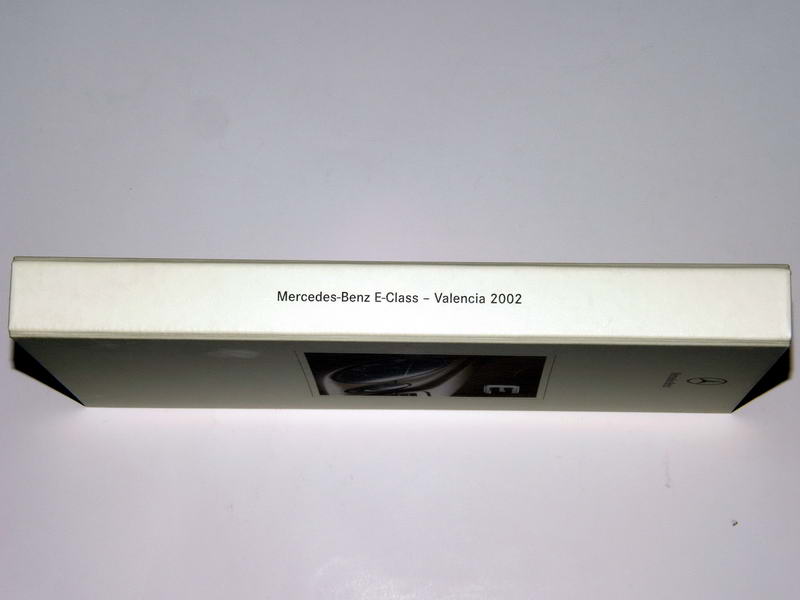 Mercedes-Benz E-Class – Valencia 2002
E